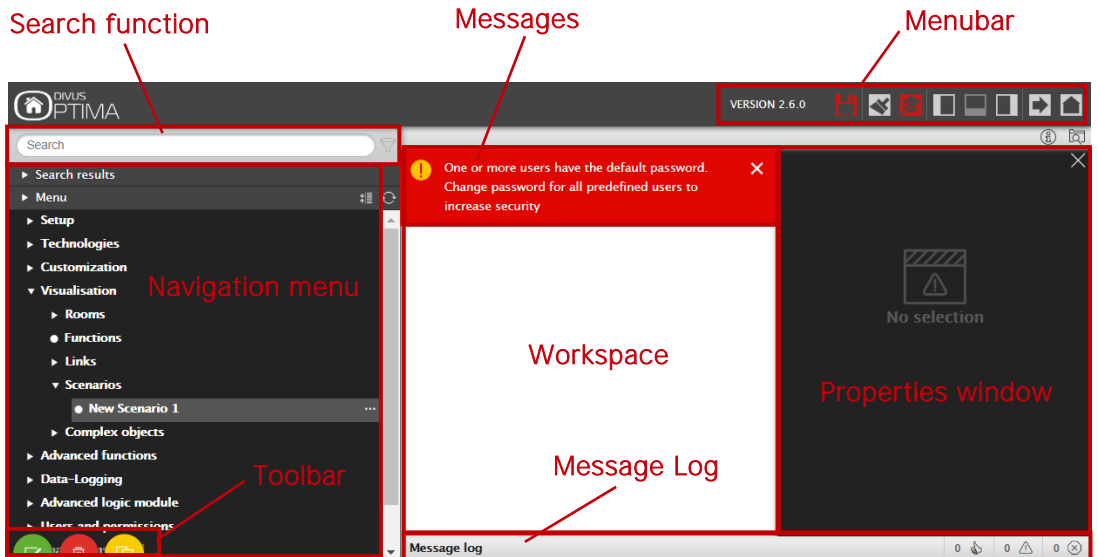 Search function
Messages
Menubar
DIVUS
OPTIMA
VERSION 2.6.0
Search
Search results
Menu
Setup
Technologies
Customization
Visualisation
Navigation menu
Rooms
Functions
Links
Scenarios
New Scenario 1
Complex objects
Advanced functions
Data-Logging
Advanced logic module
Users and permissions
Toolbar
One or more users have the default password.
Change password for all predefined users to
increase security
Workspace
Message Log
No selection
Properties window
Message log
0
0
0